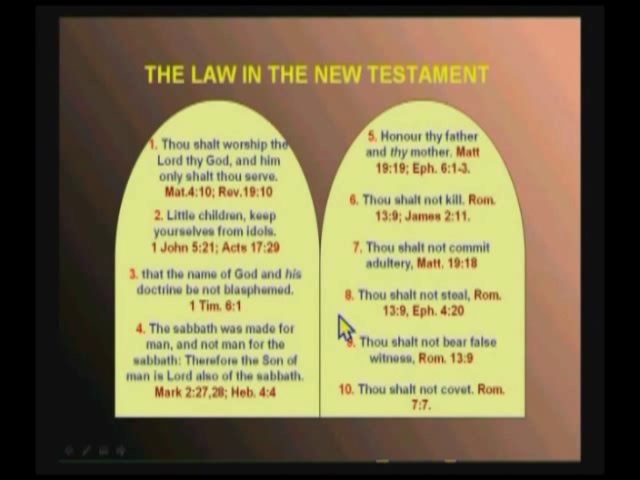 THE LAW IN THE NEW TESTAMENT
1. Thou shalt worship the
Lord thy God, and him
only shalt thou serve.
Mat.4:10; Rev.19:10
2. Little children, keep
yourselves from idols.
1 John 5:21; Acts 17:29
3. that the name of God and his
doctrine be not blasphemed.
1 Tim. 6:1
4. The sabbath was made for
man, and not man for the
sabbath: Therefore the Son of
man is Lord also of the sabbath.
Mark 2:27,28; Heb. 4:4
5. Honour thy father
and thy mother, Matt
19:19; Eph. 6:1-3.
6. Thou shalt not kill. Rom.
13:9; James 2:11.
7. Thou shalt not commit
adultery, Matt. 19:18
8. Thou shalt not steal, Rom.
13:9, Eph. 4:20
9. Thou shalt not bear false
witness, Rom. 13:9
10. Thou shalt not covet. Rom.
7:7.